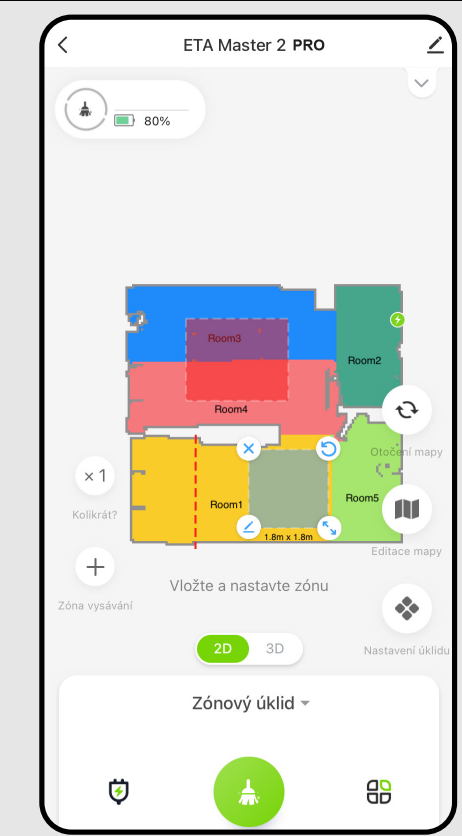 ETA Master 2 PRO
80%
Room3
Room2
Room4
Otočení mapy
× 1
Room1
Room5
Kolikrát?
1.8m x 1.8m
Editace mapy
Vložte a nastavte zónu
Zóna vysávání
2D
3D
Nastavení úklidu
Zónový úklid